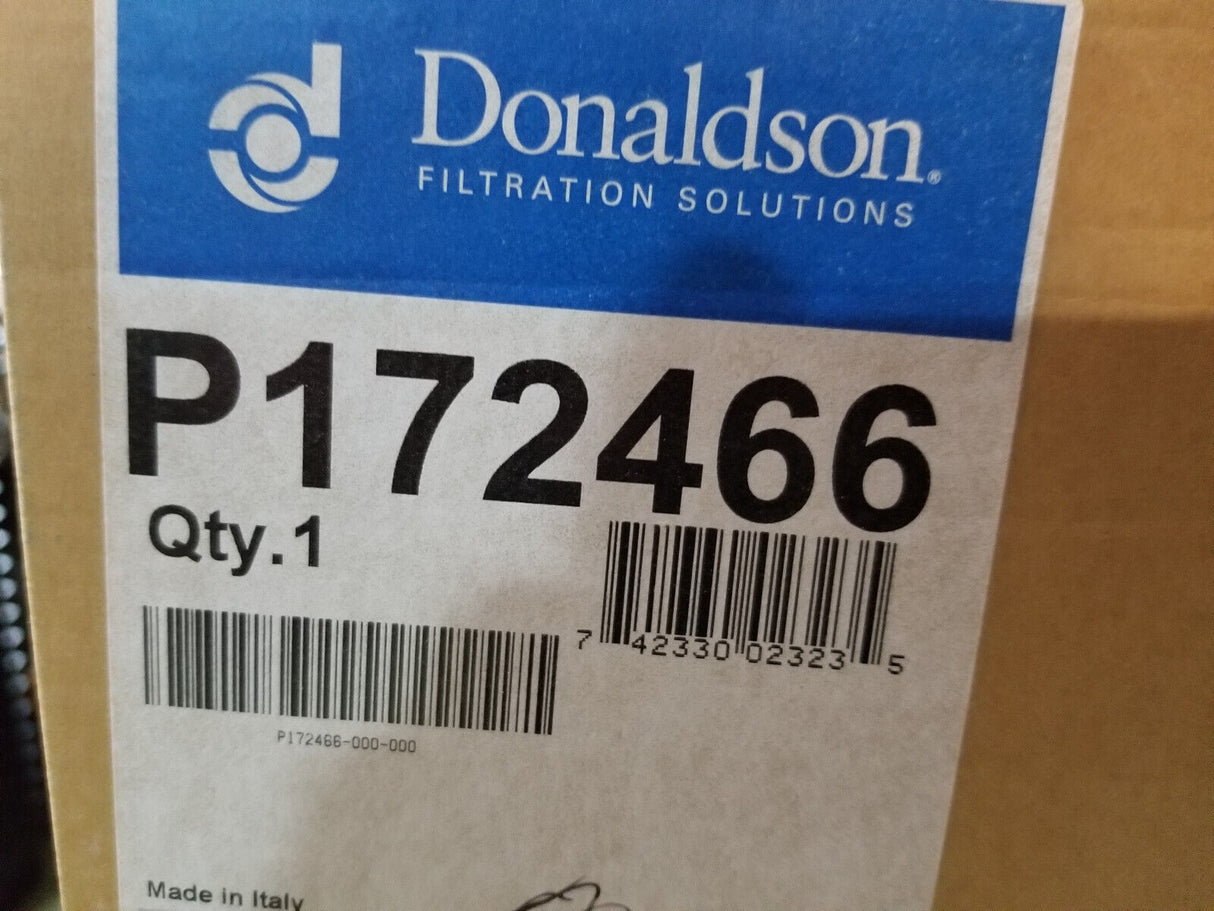 Donaldson®
FILTRATION SOLUTIONS
P172466
Qty.1
7 42330 02323 5
P172466-000-000
Made in Italy